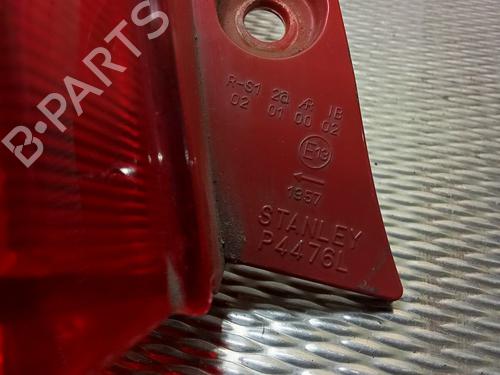 B-PARTS
R-S1 2a AR IB
02 01 00 02
E13
1957
STANLEY
P4476L